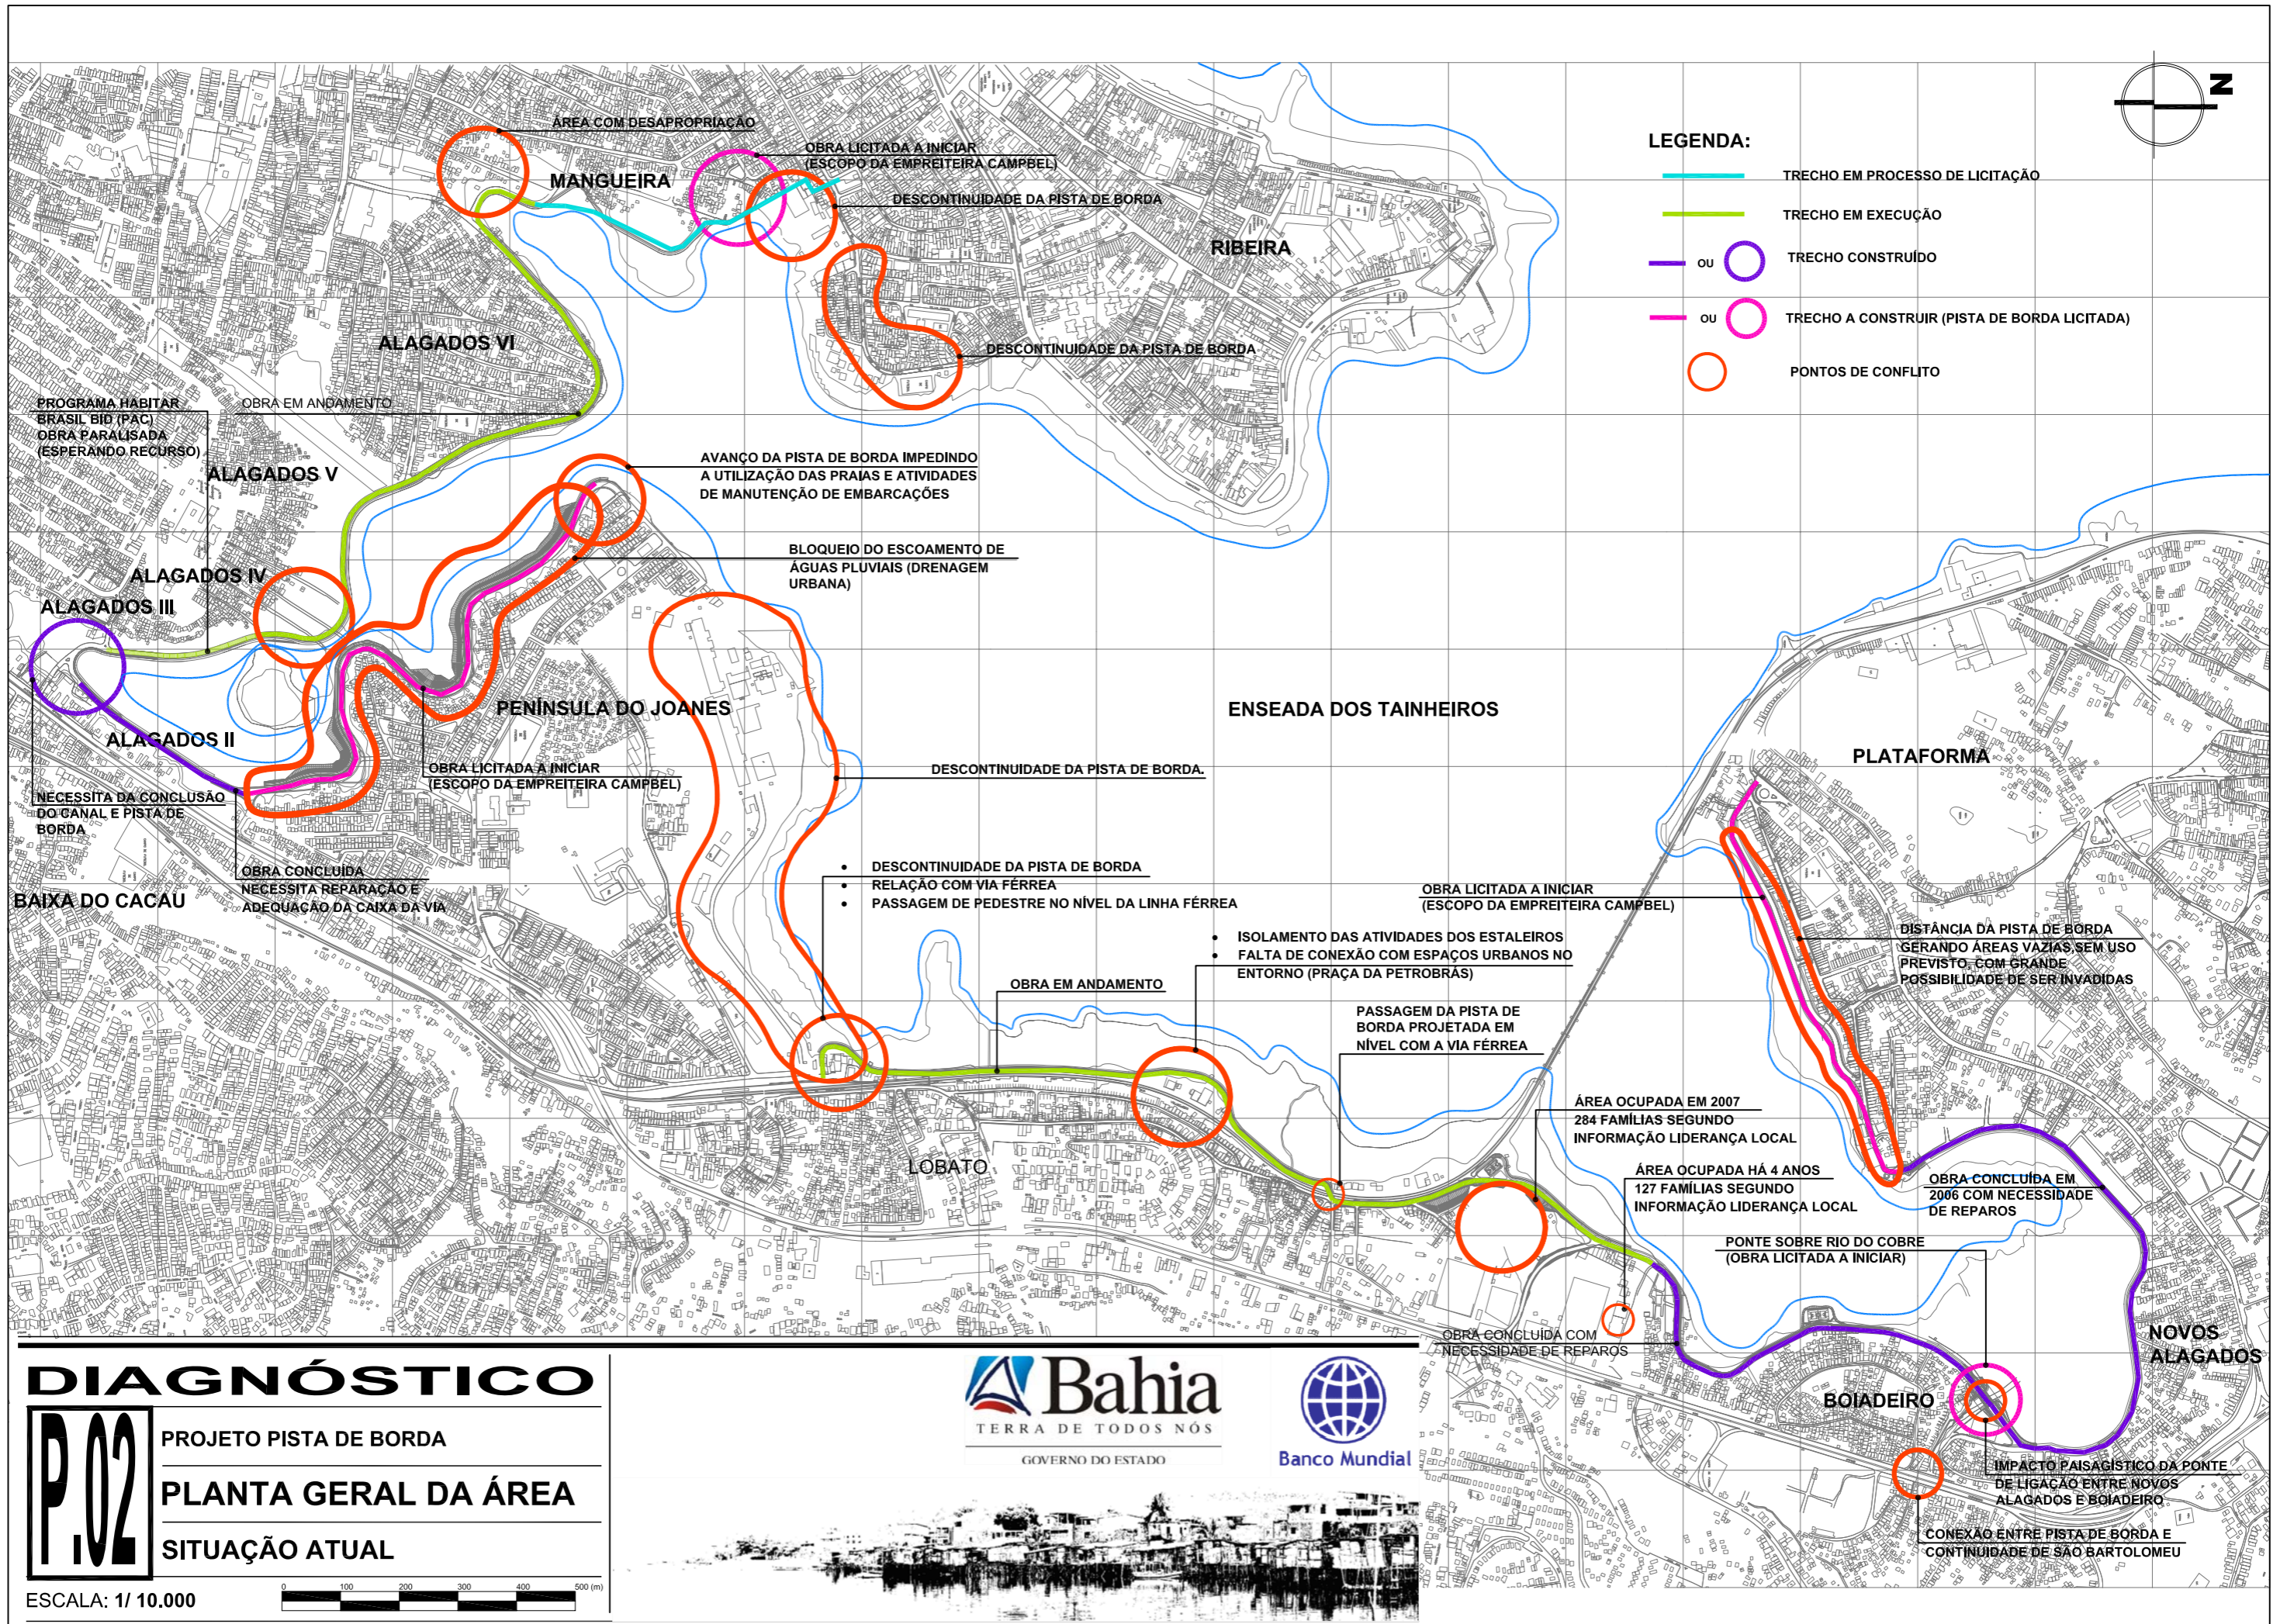 N
LEGENDA:
TRECHO EM PROCESSO DE LICITAÇÃO
TRECHO EM EXECUÇÃO
OU
TRECHO CONSTRUÍDO
OU
TRECHO A CONSTRUIR (PISTA DE BORDA LICITADA)
PONTOS DE CONFLITO
ÁREA COM DESAPROPRIAÇÃO
OBRA LICITADA A INICIAR
(ESCOPO DA EMPREITEIRA CAMPBEL)
MANGUEIRA
DESCONTINUIDADE DA PISTA DE BORDA
RIBEIRA
DESCONTINUIDADE DA PISTA DE BORDA
ALAGADOS VI
PROGRAMA HABITAR
BRASIL BID (PAC)
OBRA PARALISADA
(ESPERANDO RECURSO)
OBRA EM ANDAMENTO
ALAGADOS V
AVANÇO DA PISTA DE BORDA IMPEDINDO
A UTILIZAÇÃO DAS PRAIAS E ATIVIDADES
DE MANUTENÇÃO DE EMBARCAÇÕES
BLOQUEIO DO ESCOAMENTO DE
ÁGUAS PLUVIAIS (DRENAGEM
URBANA)
ALAGADOS IV
ALAGADOS III
PENÍNSULA DO JOANES
ENSEADA DOS TAINHEIROS
ALAGADOS II
PLATAFORMA
OBRA LICITADA A INICIAR
(ESCOPO DA EMPREITEIRA CAMPBEL)
DESCONTINUIDADE DA PISTA DE BORDA.
NECESSITA DA CONCLUSÃO
DO CANAL E PISTA DE
BORDA
OBRA CONCLUÍDA
NECESSITA REPARAÇÃO E
ADEQUAÇÃO DA CAIXA DA VIA
BAIXA DO CACAU
• DESCONTINUIDADE DA PISTA DE BORDA
• RELAÇÃO COM VIA FÉRREA
• PASSAGEM DE PEDESTRE NO NÍVEL DA LINHA FÉRREA
OBRA LICITADA A INICIAR
(ESCOPO DA EMPREITEIRA CAMPBEL)
• ISOLAMENTO DAS ATIVIDADES DOS ESTALEIROS
• FALTA DE CONEXÃO COM ESPAÇOS URBANOS NO
ENTORNO (PRAÇA DA PETROBRÁS)
DISTÂNCIA DA PISTA DE BORDA
GERANDO ÁREAS VAZIAS,SEM USO
PREVISTO, COM GRANDE
POSSIBILIDADE DE SER INVADIDAS
OBRA EM ANDAMENTO
PASSAGEM DA PISTA DE
BORDA PROJETADA EM
NÍVEL COM A VIA FÉRREA
ÁREA OCUPADA EM 2007
284 FAMÍLIAS SEGUNDO
INFORMAÇÃO LIDERANÇA LOCAL
LOBATO
ÁREA OCUPADA HÁ 4 ANOS
127 FAMÍLIAS SEGUNDO
INFORMAÇÃO LIDERANÇA LOCAL
OBRA CONCLUÍDA EM
2006 COM NECESSIDADE
DE REPAROS
PONTE SOBRE RIO DO COBRE
(OBRA LICITADA A INICIAR)
OBRA CONCLUÍDA COM
NECESSIDADE DE REPAROS
NOVOS
ALAGADOS
BOIADEIRO
IMPACTO PAISAGÍSTICO DA PONTE
DE LIGAÇÃO ENTRE NOVOS
ALAGADOS E BOIADEIRO
CONEXÃO ENTRE PISTA DE BORDA E
CONTINUIDADE DE SÃO BARTOLOMEU
DIAGNÓSTICO
P.02
PROJETO PISTA DE BORDA
PLANTA GERAL DA ÁREA
SITUAÇÃO ATUAL
ESCALA: 1/ 10.000
0 100 200 300 400 500 (m)
Bahia
TERRA DE TODOS NÓS
GOVERNO DO ESTADO
Banco Mundial